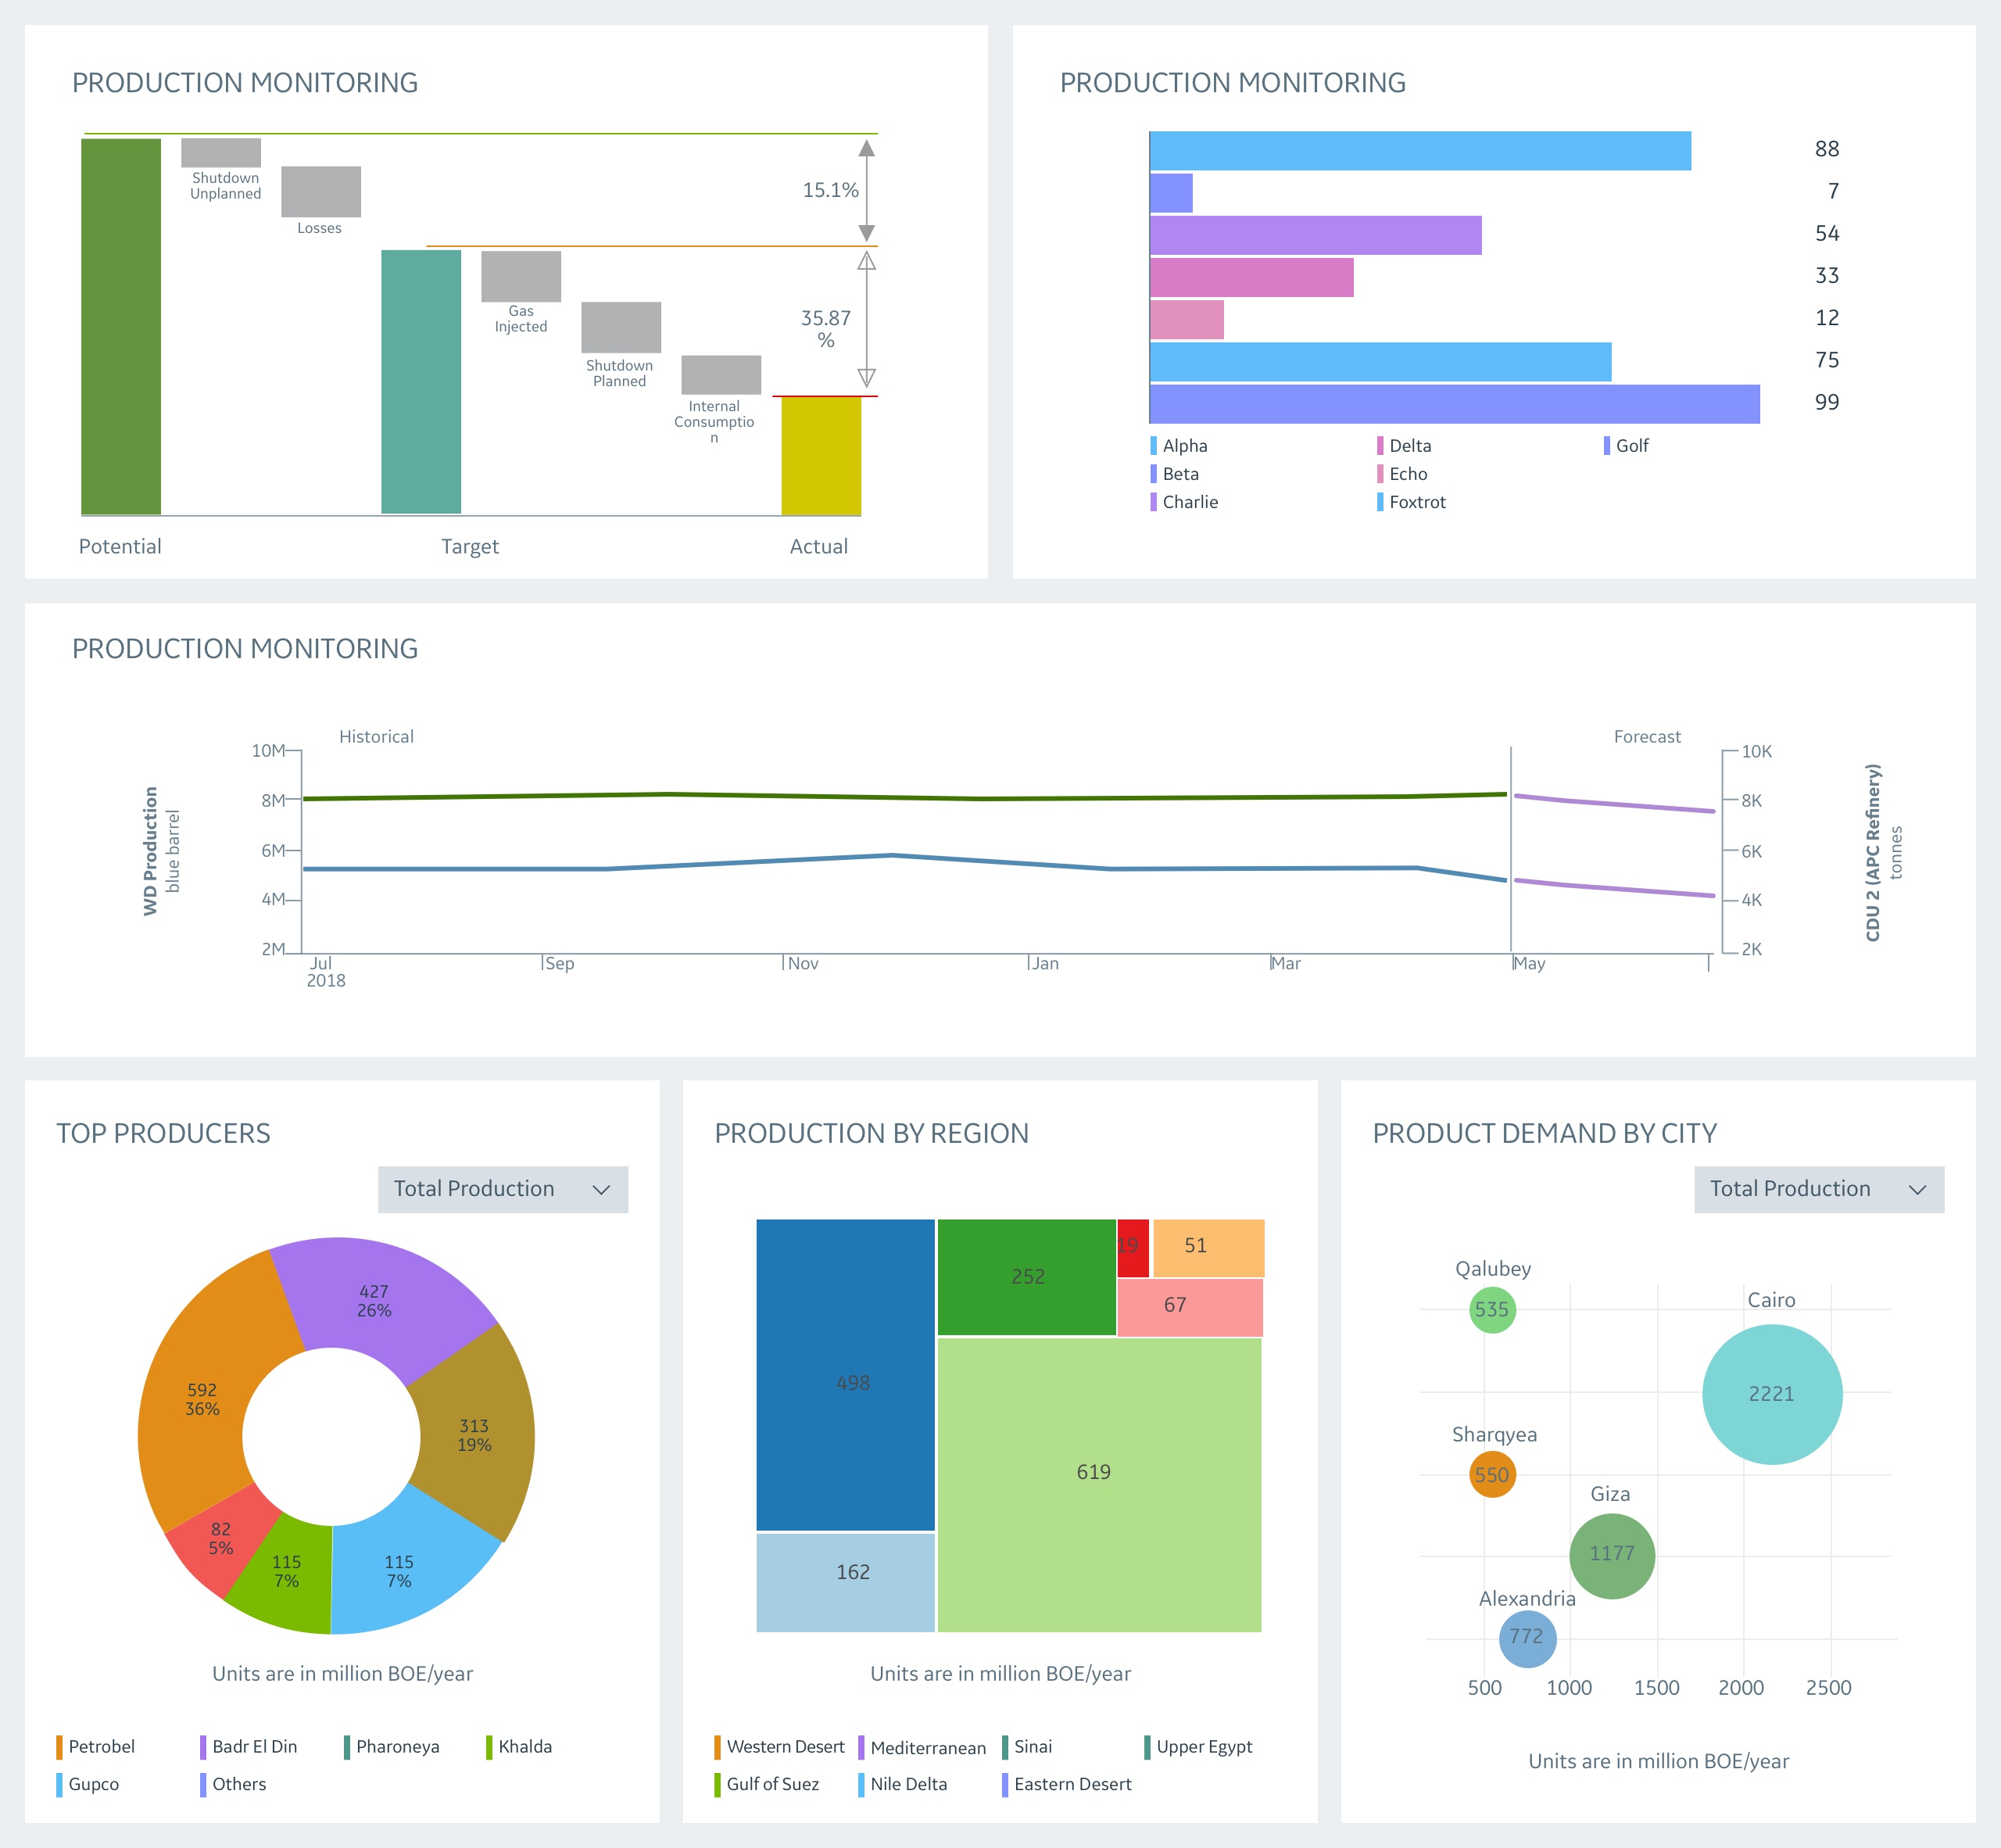 PRODUCTION MONITORING
Shutdown
Unplanned
Losses
15.1%
Gas
Injected
Shutdown
Planned
35.87
%
Internal
Consumptio
n
Potential
Target
Actual
PRODUCTION MONITORING
88
7
54
33
12
75
99
Alpha
Delta
Golf
Beta
Echo
Charlie
Foxtrot
PRODUCTION MONITORING
Historical
Forecast
10M
8M
6M
4M
2M
WD Production
blue barrel
10K
8K
6K
4K
2K
CDU 2 (APC Refinery)
tonnes
Jul
2018
Sep
Nov
Jan
Mar
May
TOP PRODUCERS
Total Production
427
26%
592
36%
313
19%
82
5%
115
7%
115
7%
Units are in million BOE/year
Petrobel
Badr El Din
Pharoneya
Khalda
Gupco
Others
PRODUCTION BY REGION
19
51
252
67
498
619
162
Units are in million BOE/year
Western Desert
Mediterranean
Sinai
Upper Egypt
Gulf of Suez
Nile Delta
Eastern Desert
PRODUCT DEMAND BY CITY
Total Production
Qalubey
535
Cairo
2221
Sharqyea
550
Giza
1177
Alexandria
772
500
1000
1500
2000
2500
Units are in million BOE/year